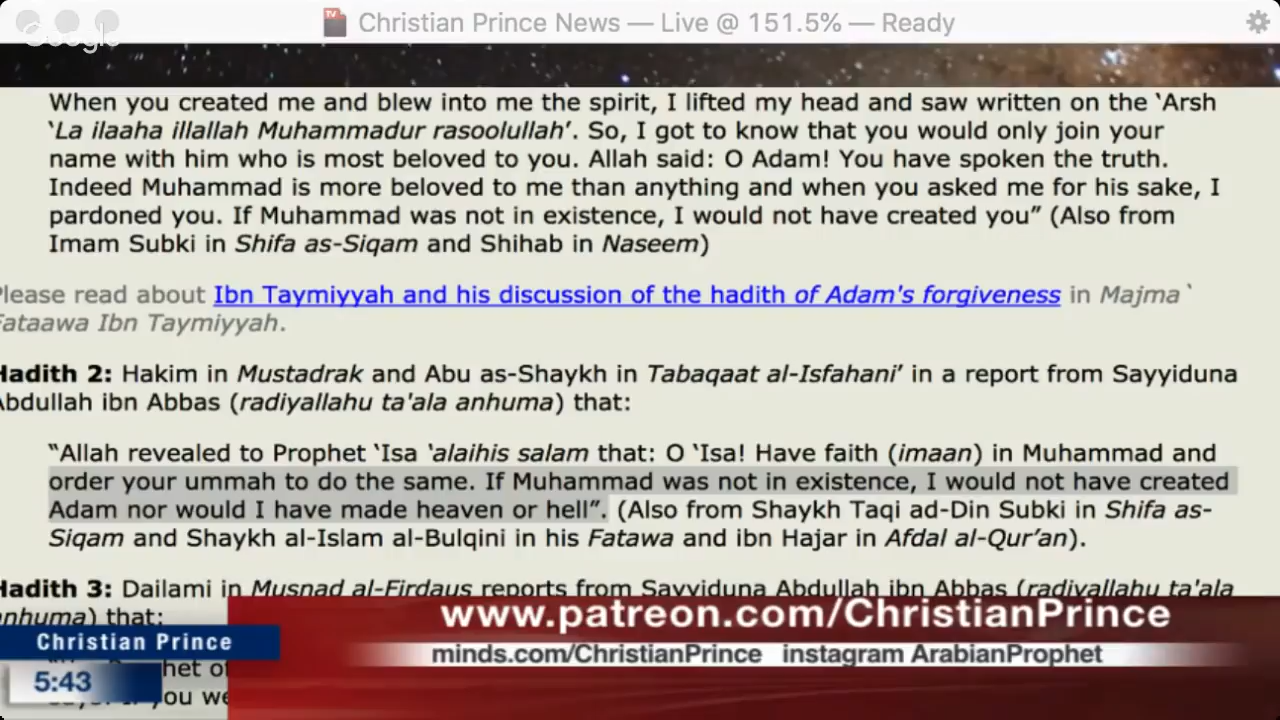 Christian Prince News — Live @ 151.5% — Ready
Google
When you created me and blew into me the spirit, I lifted my head and saw written on the ‘Arsh
‘La ilaaha illallah Muhammadur rasoolullah’. So, I got to know that you would only join your
name with him who is most beloved to you. Allah said: O Adam! You have spoken the truth.
Indeed Muhammad is more beloved to me than anything and when you asked me for his sake, I
pardoned you. If Muhammad was not in existence, I would not have created you” (Also from
Imam Subki in Shifa as-Siqam and Shihab in Naseem)
Please read about Ibn Taymiyyah and his discussion of the hadith of Adam's forgiveness in Majma`
Fataawa Ibn Taymiyyah.
Hadith 2: Hakim in Mustadrak and Abu as-Shaykh in Tabaqaat al-Isfahani’ in a report from Sayyiduna
Abdullah ibn Abbas (radiyallahu ta'ala anhuma) that:
“Allah revealed to Prophet ‘Isa ‘alaihis salam that: O ‘Isa! Have faith (imaan) in Muhammad and
order your ummah to do the same. If Muhammad was not in existence, I would not have created
Adam nor would I have made heaven or hell”. (Also from Shaykh Taqi ad-Din Subki in Shifa as-
Siqam and Shaykh al-Islam al-Bulqini in his Fatawa and ibn Hajar in Afdal al-Qur’an).
Hadith 3: Dailami in Musnad al-Firdaus reports from Sayyiduna Abdullah ibn Abbas (radiyallahu ta'ala
anhuma) that:
www.patreon.com/ChristianPrince
Christian Prince
minds.com/ChristianPrince instagram ArabianProphet
5:43